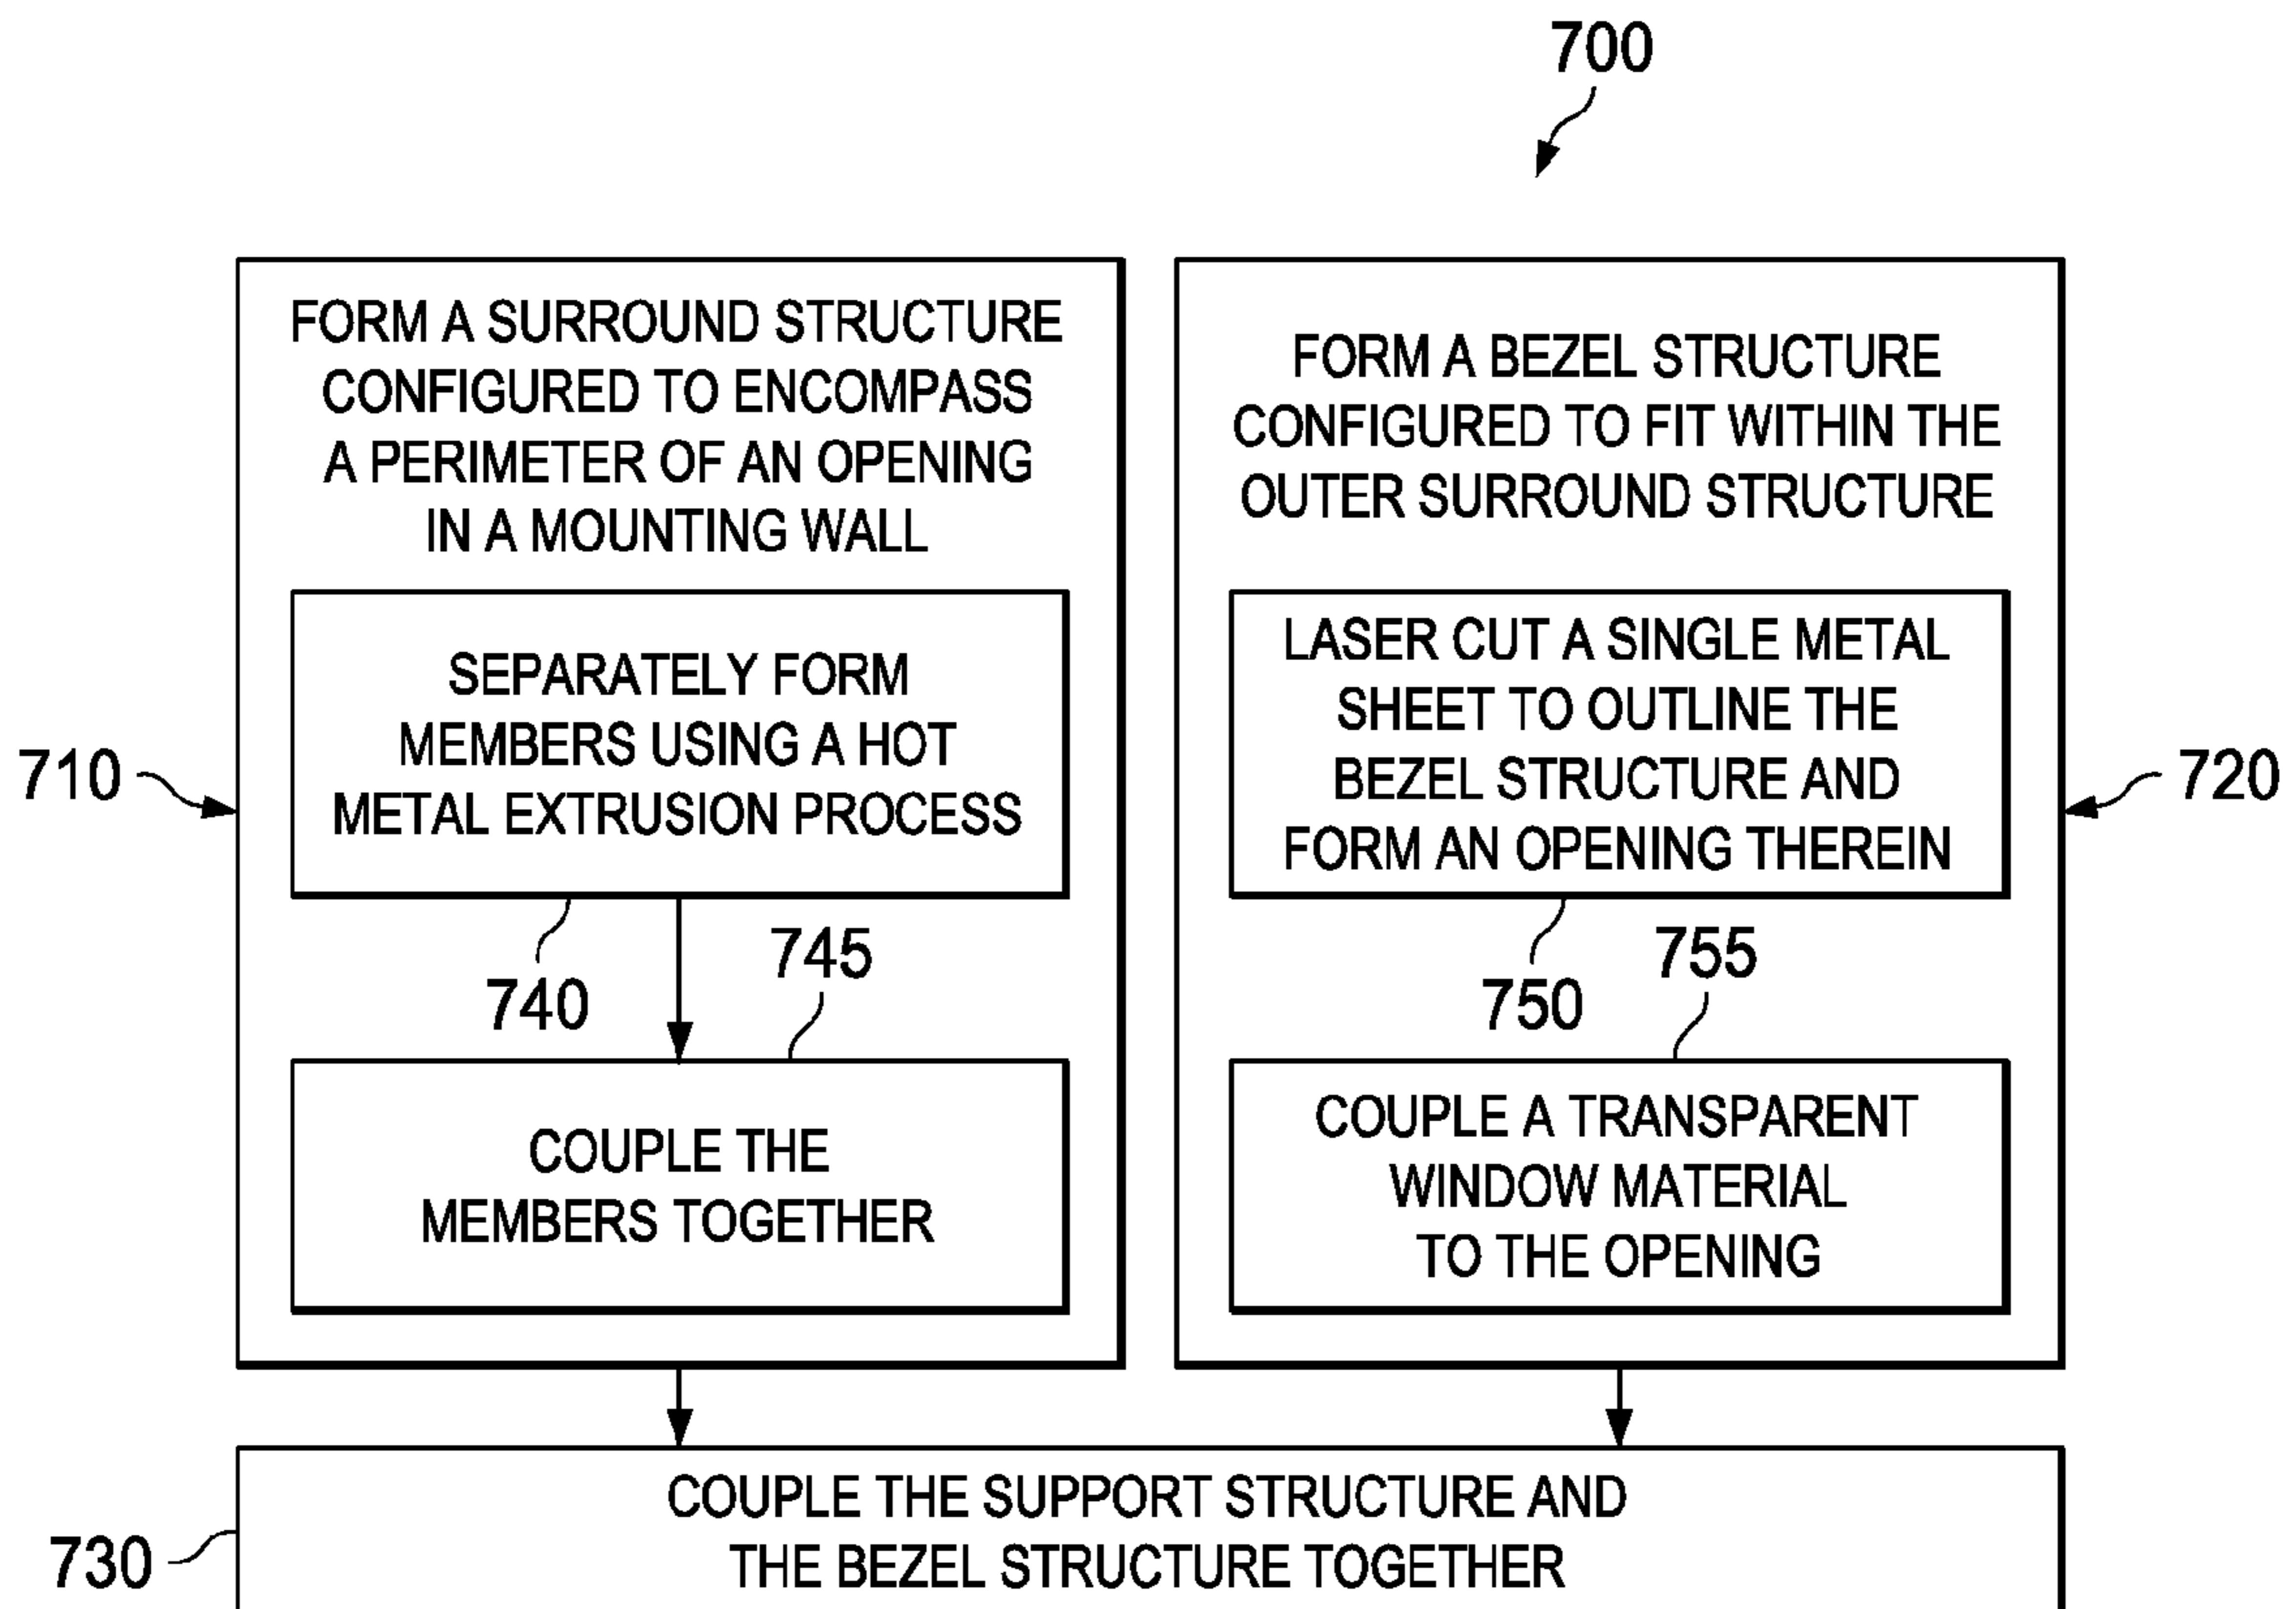 700
FORM A SURROUND STRUCTURE
CONFIGURED TO ENCOMPASS
A PERIMETER OF AN OPENING
IN A MOUNTING WALL
SEPARATELY FORM
MEMBERS USING A HOT
METAL EXTRUSION PROCESS
710
740
745
COUPLE THE
MEMBERS TOGETHER
FORM A BEZEL STRUCTURE
CONFIGURED TO FIT WITHIN THE
OUTER SURROUND STRUCTURE
LASER CUT A SINGLE METAL
SHEET TO OUTLINE THE
BEZEL STRUCTURE AND
FORM AN OPENING THEREIN
720
750
755
COUPLE A TRANSPARENT
WINDOW MATERIAL
TO THE OPENING
COUPLE THE SUPPORT STRUCTURE AND
THE BEZEL STRUCTURE TOGETHER
730